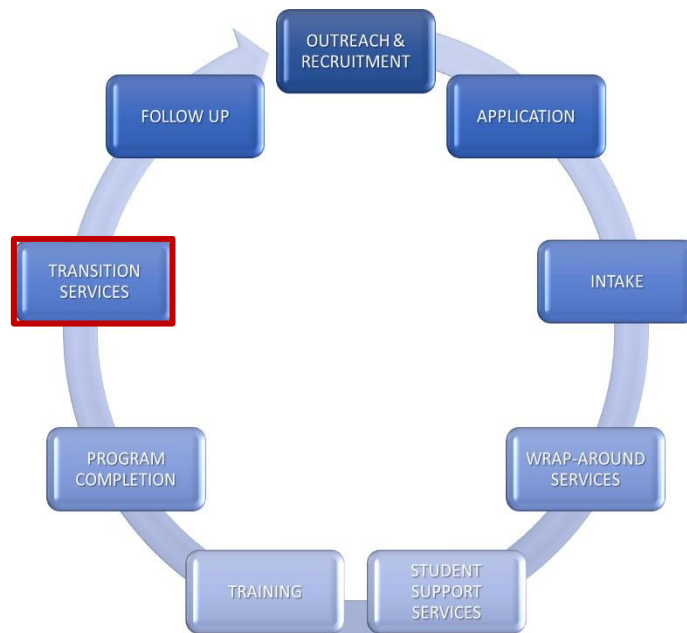 OUTREACH &
RECRUITMENT
APPLICATION
INTAKE
WRAP-AROUND
SERVICES
STUDENT
SUPPORT
SERVICES
TRAINING
PROGRAM
COMPLETION
TRANSITION
SERVICES
FOLLOW UP